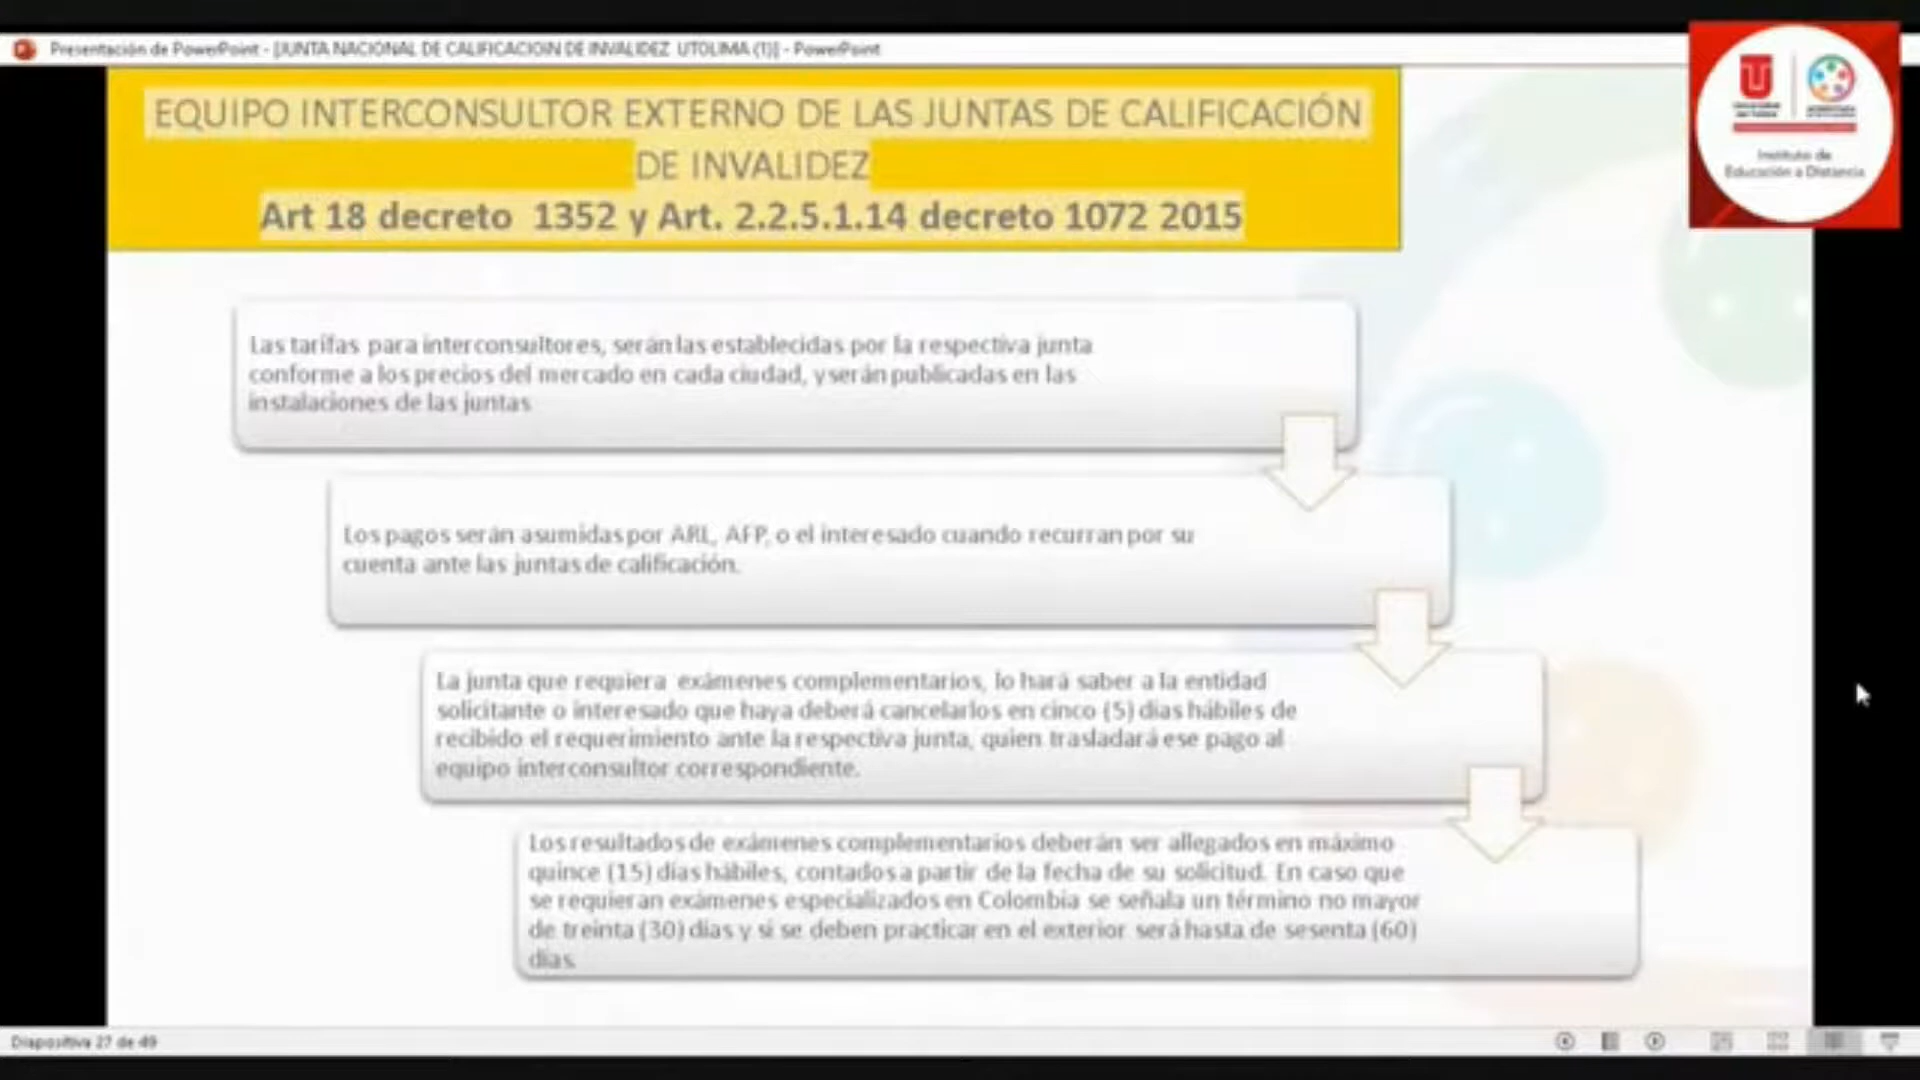 Presentación de PowerPoint - [JUNTA NACIONAL DE CALIFICACION DE INVALIDEZ UTOLIMA (1)] - PowerPoint
EQUIPO INTERCONSULTOR EXTERNO DE LAS JUNTAS DE CALIFICACIÓN
DE INVALIDEZ
Art 18 decreto 1352 y Art. 2.2.5.1.14 decreto 1072 2015
Instituto de
Educación a Distancia
Las tarifas para interconsultores, serán las establecidas por la respectiva junta
conforme a los precios del mercado en cada ciudad, y serán publicadas en las
instalaciones de las juntas
Los pagos serán asumidas por ARL, AFP, o el interesado cuando recurran por su
cuenta ante las juntas de calificación.
La junta que requiera exámenes complementarios, lo hará saber a la entidad
solicitante o interesado que haya deberá cancelarlos en cinco (5) días hábiles de
recibido el requerimiento ante la respectiva junta, quien trasladará ese pago al
equipo interconsultor correspondiente.
Los resultados de exámenes complementarios deberán ser allegados en máximo
quince (15) días hábiles, contados a partir de la fecha de su solicitud. En caso que
se requieran exámenes especializados en Colombia se señala un término no mayor
de treinta (30) días y si se deben practicar en el exterior será hasta de sesenta (60)
días.
Diapositiva 27 de 49